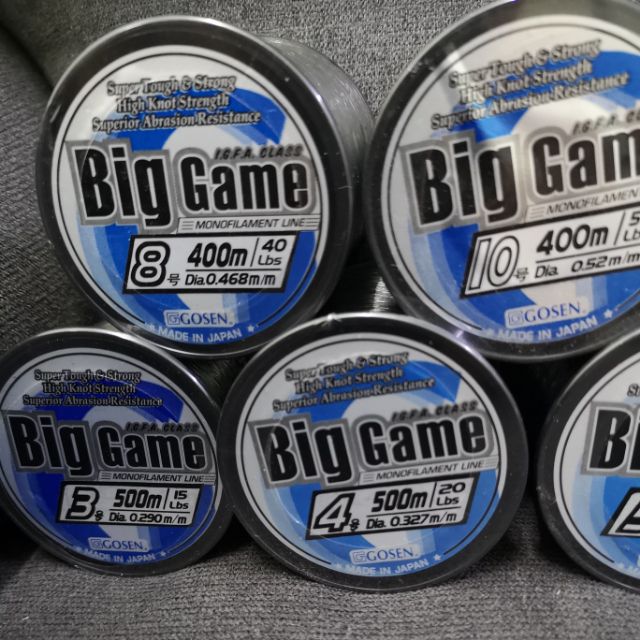 Super Tough & Strong
High Knot Strength
Superior Abrasion Resistance
I.G.F.A. CLASS
Big Game
MONOFILAMENT LINE
8号 400m 40 Lbs
Dia. 0.468m/m
GOSEN
MADE IN JAPAN
Super Tough & Strong
High Knot Strength
Superior Abrasion Resistance
I.G.F.A. CLASS
Big Gam
MONOFILAMENT LINE
10号 400m Lbs
Dia. 0.52m/m
GOSEN
MADE IN JAPAN
Super Tough & Strong
High Knot Strength
Superior Abrasion Resistance
I.G.F.A. CLASS
Big Game
MONOFILAMENT LINE
3号 500m 15 Lbs
Dia. 0.290m/m
GOSEN
MADE IN JAPAN
Super Tough & Strong
High Knot Strength
Superior Abrasion Resistance
I.G.F.A. CLASS
Big Game
MONOFILAMENT LINE
4号 500m 20 Lbs
Dia. 0.327m/m
GOSEN
MADE IN JAPAN